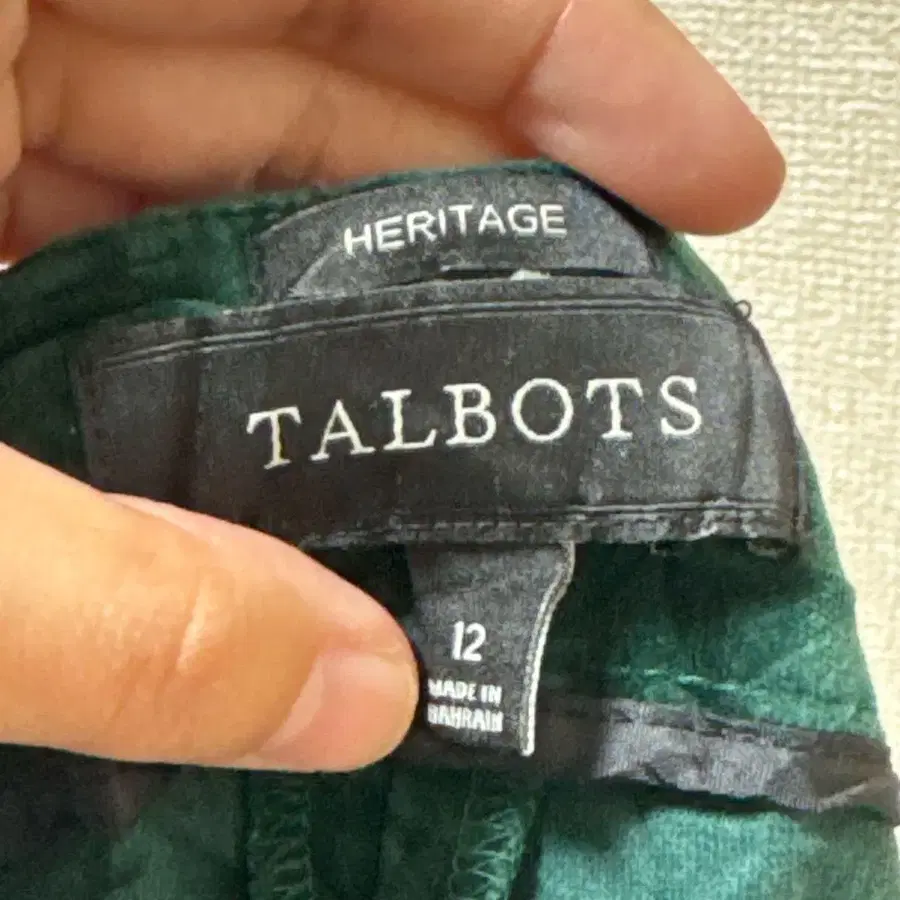 HERITAGE
TALBOTS
12
MADE IN
BAHRAIN